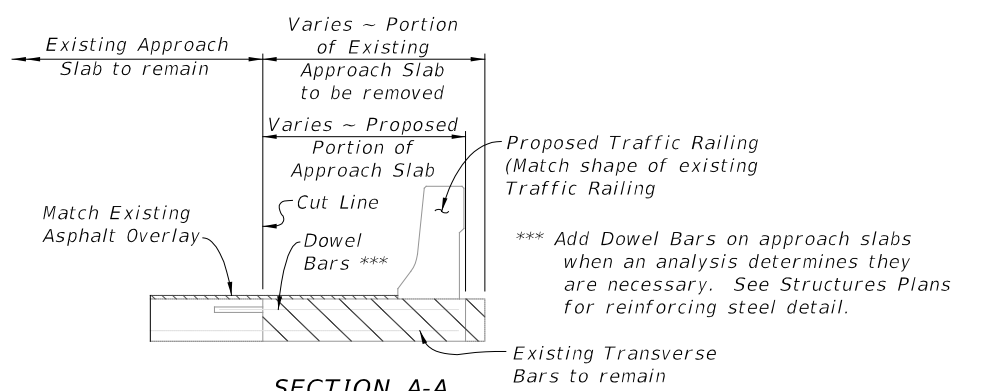 Existing Approach
Slab to remain
Varies ~ Portion
of Existing
Approach Slab
to be removed
Varies ~ Proposed
Portion of
Approach Slab
Proposed Traffic Railing
(Match shape of existing
Traffic Railing
Match Existing
Asphalt Overlay
Cut Line
Dowel
Bars ***
*** Add Dowel Bars on approach slabs
when an analysis determines they
are necessary. See Structures Plans
for reinforcing steel detail.
Existing Transverse
Bars to remain
SECTION A-A